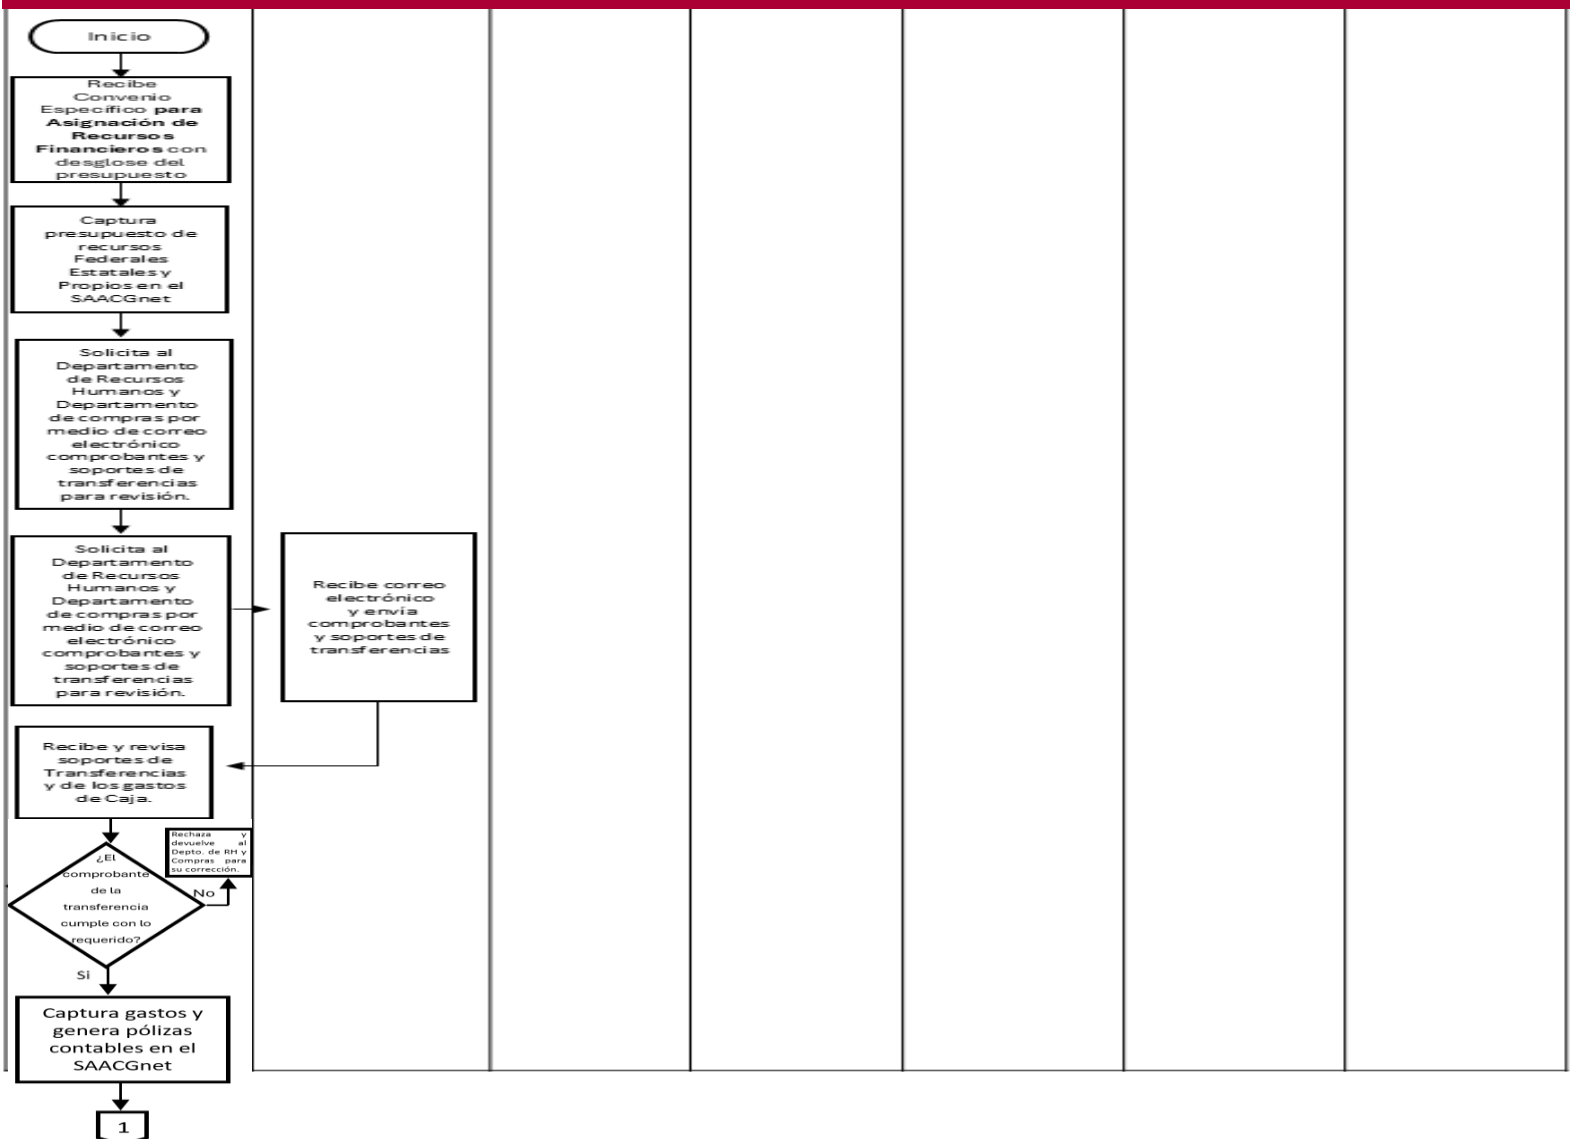 Inicio
Recibe
Convenio
Específico para
Asignación de
Recursos
Financieros con
desglose del
presupuesto
Captura
presupuesto de
recursos
Federales
Estatales y
Propios en el
SAACGnet
Solicita al
Departamento
de Recursos
Humanos y
Departamento
de compras por
medio de correo
electrónico
comprobantes y
soportes de
transferencias
para revisión.
Solicita al
Departamento
de Recursos
Humanos y
Departamento
de compras por
medio de correo
electrónico
comprobantes y
soportes de
transferencias
para revisión.
Recibe correo
electrónico
y envía
comprobantes
y soportes de
transferencias
Recibe y revisa
soportes de
Transferencias
y de los gastos
de Caja.
Rechaza y
devuelve al
Depto. de RH y
Compras para
su corrección.
¿El
comprobante
de la
transferencia
cumple con lo
requerido?
No
Si
Captura gastos y
genera pólizas
contables en el
SAACGnet
1